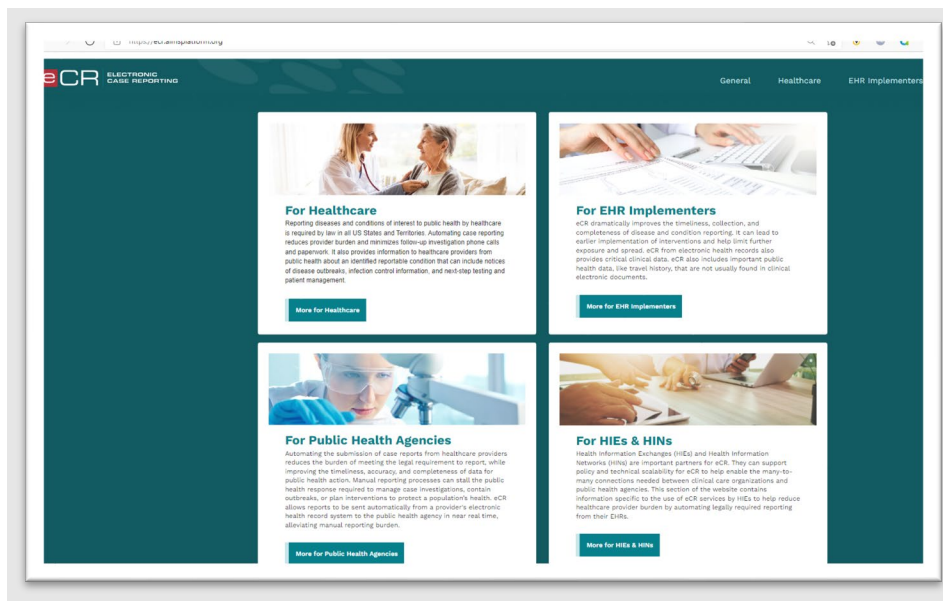 https://ecr.aimsplatform.org
eCR ELECTRONIC
CASE REPORTING
General Healthcare EHR Implementers
For Healthcare
Reporting diseases and conditions of interest to public health by healthcare
is required by law in all US States and Territories. Automating case reporting
reduces provider burden and minimizes follow-up investigation phone calls
and paperwork. It also provides information to healthcare providers from
public health about an identified reportable condition that can include notices
of disease outbreaks, infection control information, and next-step testing and
patient management.
More for Healthcare
For EHR Implementers
eCR dramatically improves the timeliness, collection, and
completeness of disease and condition reporting. It can lead to
earlier implementation of interventions and help limit further
exposure and spread. eCR from electronic health records also
provides critical clinical data. eCR also includes important public
health data, like travel history, that are not usually found in clinical
electronic documents.
More for EHR Implementers
For Public Health Agencies
Automating the submission of case reports from healthcare providers
reduces the burden of meeting the legal requirement to report, while
improving the timeliness, accuracy, and completeness of data for
public health action. Manual reporting processes can stall the public
health response required to manage case investigations, contain
outbreaks, or plan interventions to protect a population's health. eCR
allows reports to be sent automatically from a provider's electronic
health record system to the public health agency in near real time,
alleviating manual reporting burden.
More for Public Health Agencies
For HIEs & HINs
Health Information Exchanges (HIEs) and Health Information
Networks (HINs) are important partners for eCR. They can support
policy and technical scalability for eCR to help enable the many-to-
many connections needed between clinical care organizations and
public health agencies. This section of the website contains
information specific to the use of eCR services by HIEs to help reduce
healthcare provider burden by automating legally required reporting
from their EHRs.
More for HIEs & HINs